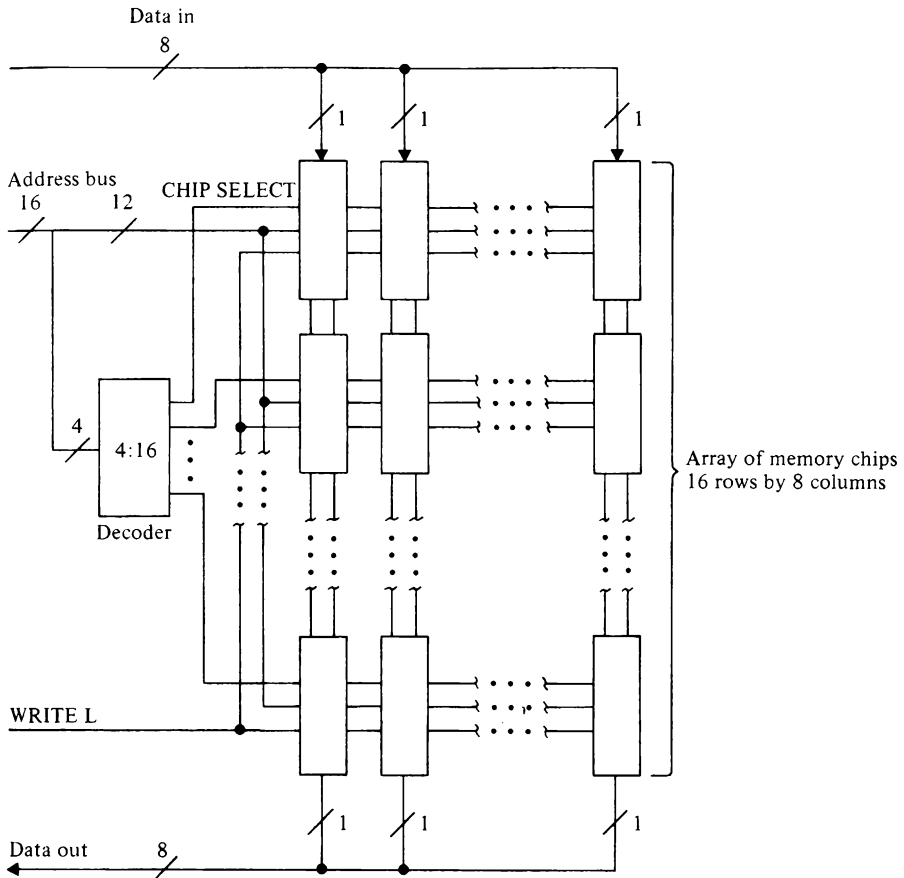 Data in
8
1
1
1
Address bus
16
12
CHIP SELECT
4
4:16
Decoder
Array of memory chips
16 rows by 8 columns
WRITE L
1
1
1
Data out
8